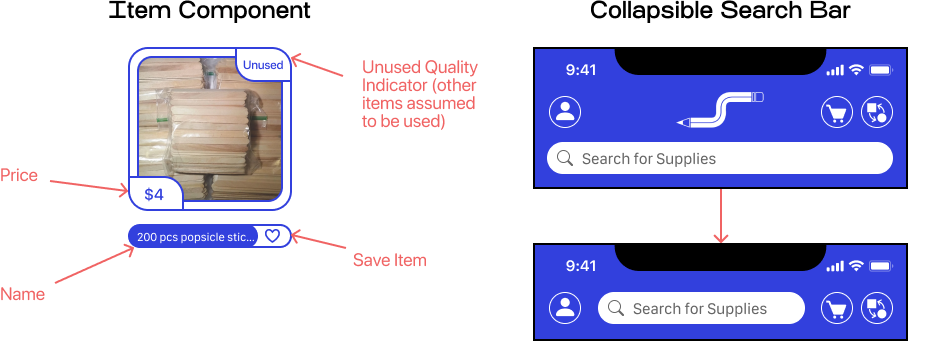 Item Component
Unused
Unused Quality
Indicator (other
items assumed
to be used)
Price
$4
200 pcs popsicle stic...
Save Item
Name
Collapsible Search Bar
9:41
Search for Supplies
9:41
Search for Supplies